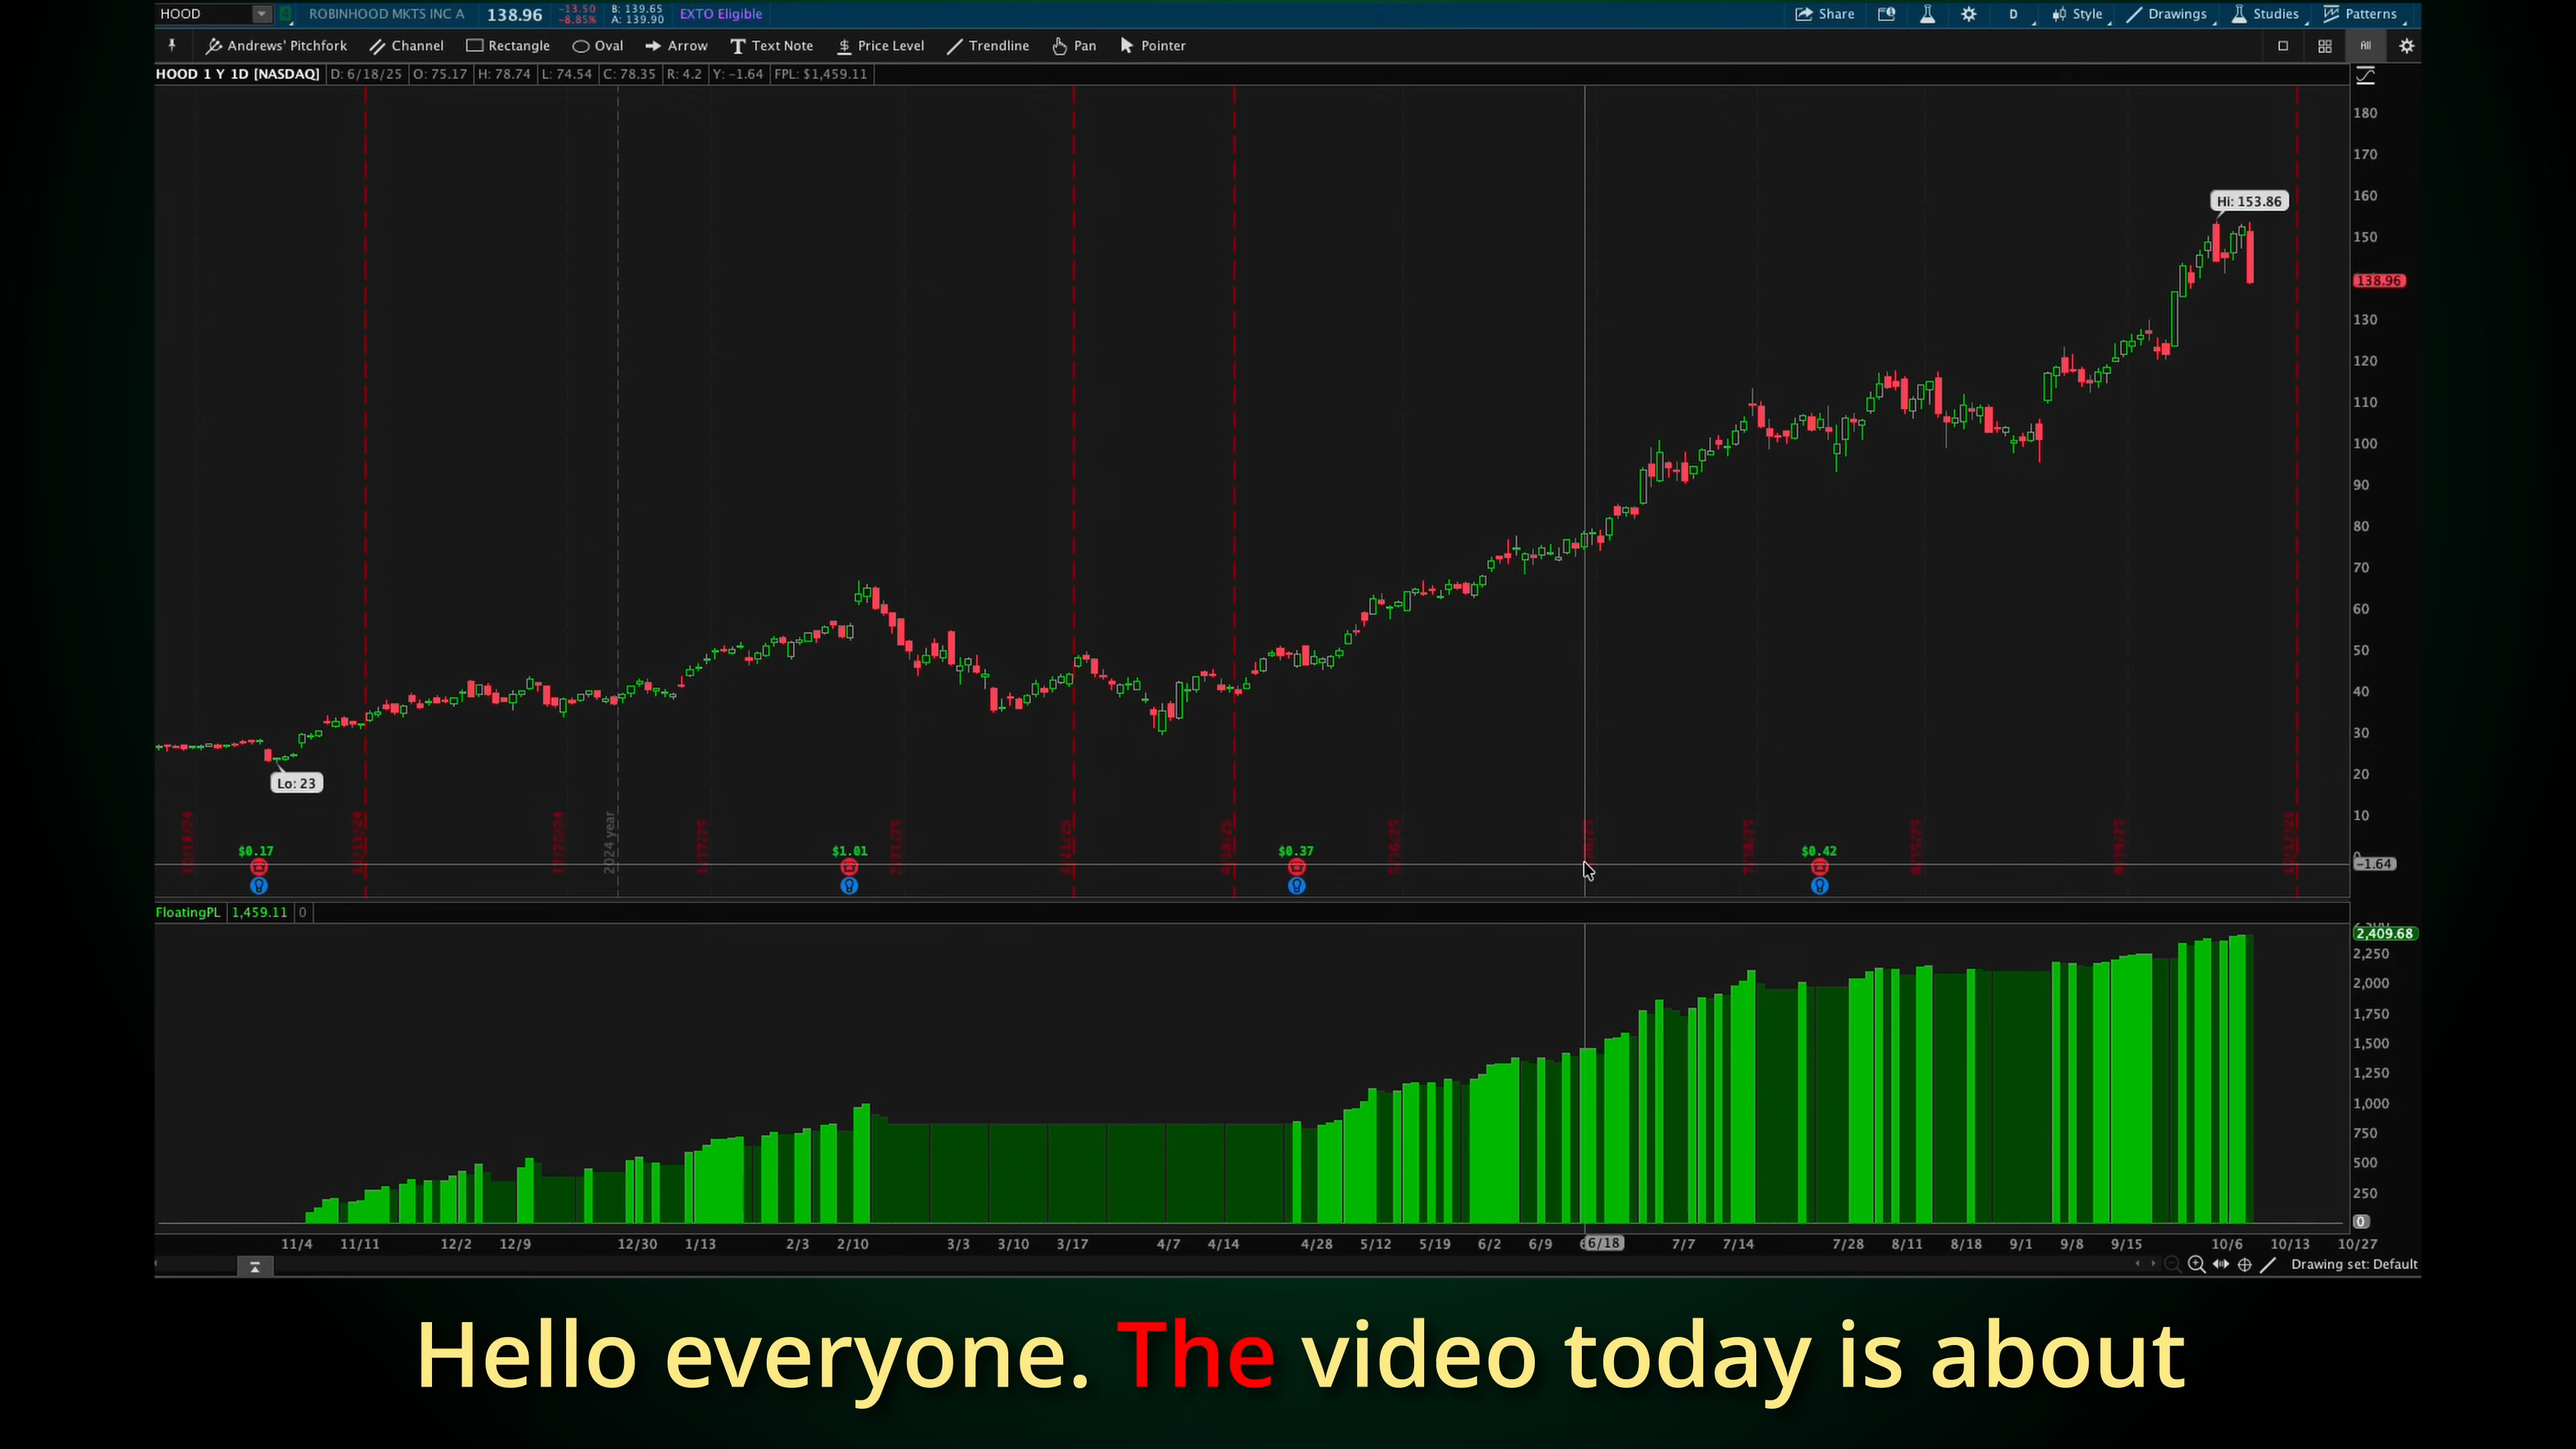 HOOD ROBINHOOD MKTS INC A 138.96 -13.50 -8.85% B: 139.65 A: 139.90 EXTO Eligible Share D Style Drawings Studies Patterns
Andrews' Pitchfork Channel Rectangle Oval Arrow Text Note Price Level Trendline Pan Pointer All
HOOD 1 Y 1D [NASDAQ] D: 6/18/25 O: 75.17 H: 78.74 L: 74.54 C: 78.35 R: 4.2 Y: -1.64 FPL: $1,459.11
180
170
160
Hi: 153.86
150
138.96
130
120
110
100
90
80
70
60
50
40
30
20
Lo: 23
10
2024 year
$0.17 $1.01 $0.37 $0.42
-1.64
FloatingPL 1,459.11 0
2,409.68
2,250
2,000
1,750
1,500
1,250
1,000
750
500
250
0
11/4 11/11 12/2 12/9 12/30 1/13 2/3 2/10 3/3 3/10 3/17 4/7 4/14 4/28 5/12 5/19 6/2 6/9 6/18 7/7 7/14 7/28 8/11 8/18 9/1 9/8 9/15 10/6 10/13 10/27
Drawing set: Default
Hello everyone. The video today is about